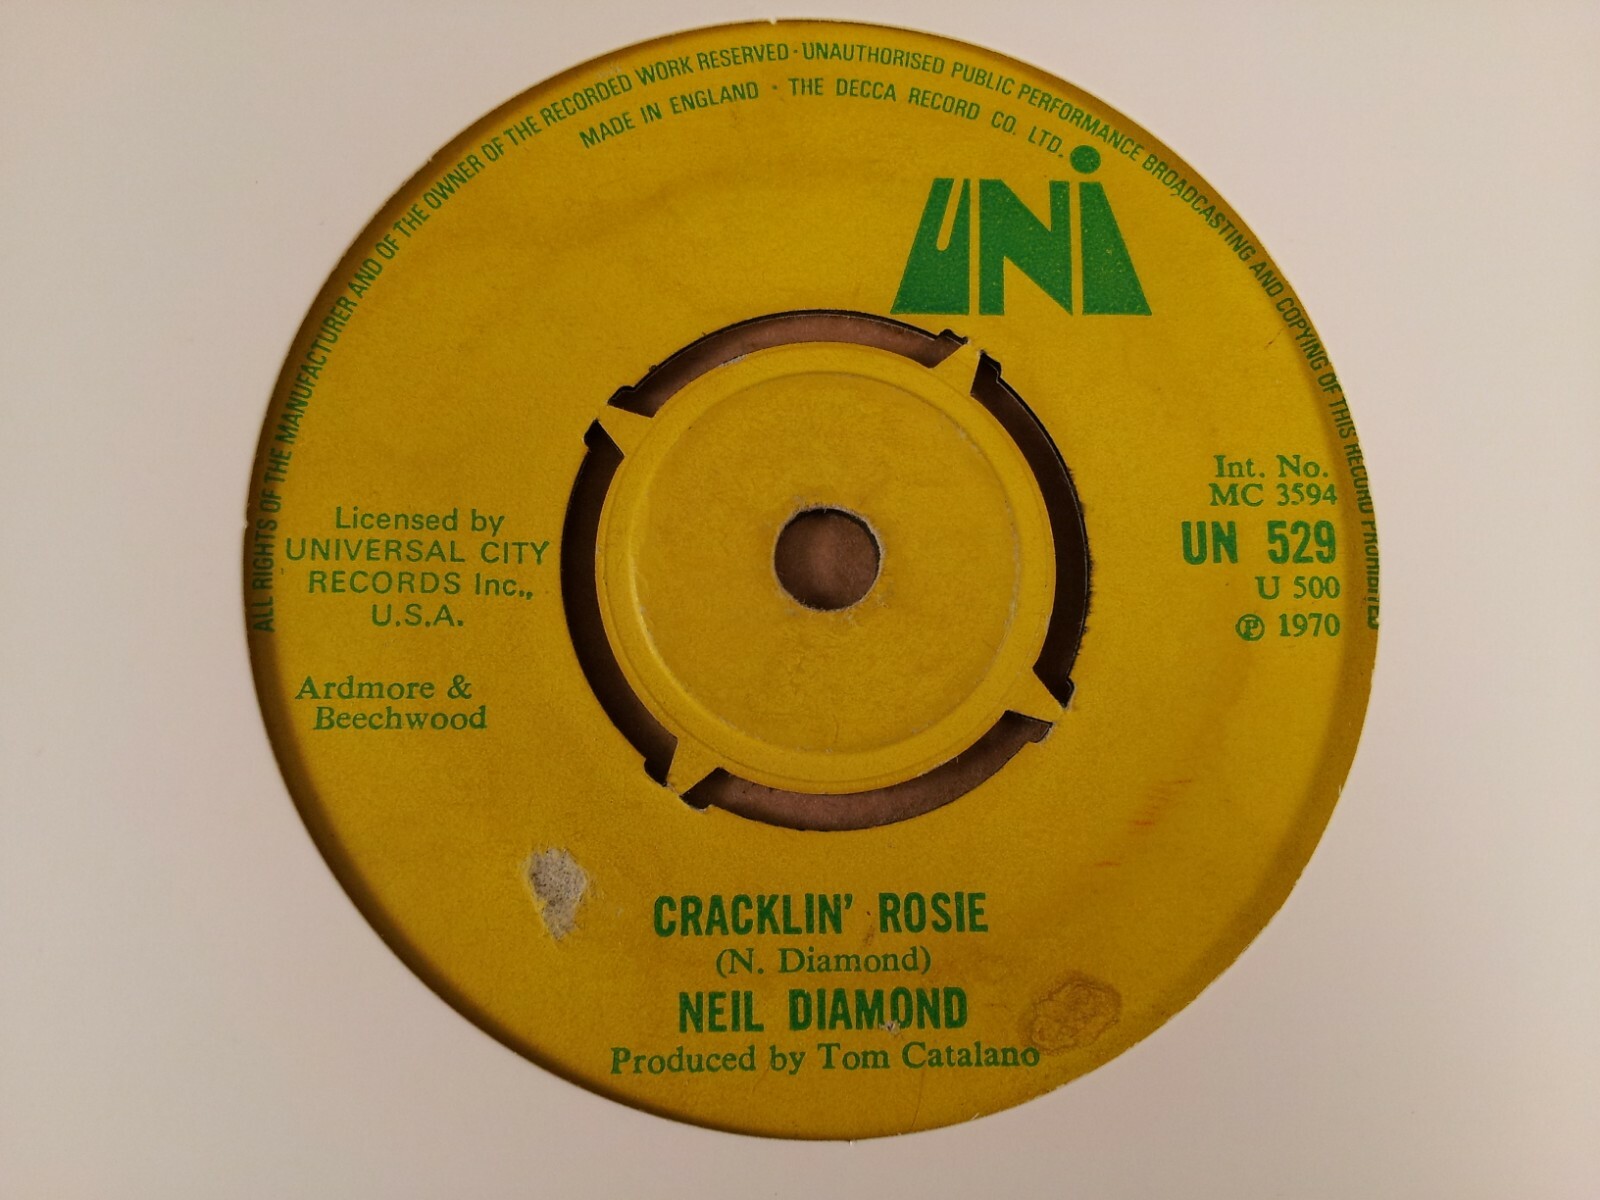 ALL RIGHTS OF THE MANUFACTURER AND OF THE OWNER OF THE RECORDED WORK RESERVED · UNAUTHORISED PUBLIC PERFORMANCE BROADCASTING AND COPYING OF THIS RECORD PROHIBITED
MADE IN ENGLAND · THE DECCA RECORD CO. LTD.
UNi
Int. No.
MC 3594
UN 529
U 500
℗ 1970
Licensed by
UNIVERSAL CITY
RECORDS Inc.,
U.S.A.
Ardmore &
Beechwood
CRACKLIN' ROSIE
(N. Diamond)
NEIL DIAMOND
Produced by Tom Catalano